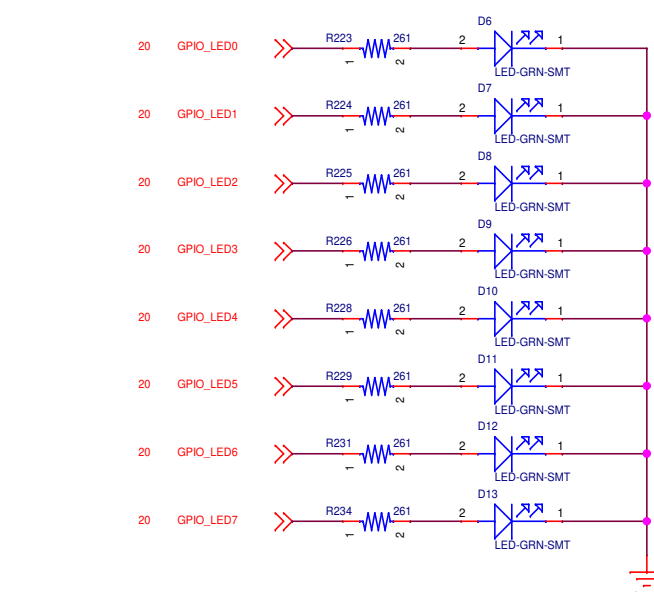 D6
20 GPIO_LED0 R223 261 2 1
1 2 LED-GRN-SMT
D7
20 GPIO_LED1 R224 261 2 1
1 2 LED-GRN-SMT
D8
20 GPIO_LED2 R225 261 2 1
1 2 LED-GRN-SMT
D9
20 GPIO_LED3 R226 261 2 1
1 2 LED-GRN-SMT
D10
20 GPIO_LED4 R228 261 2 1
1 2 LED-GRN-SMT
D11
20 GPIO_LED5 R229 261 2 1
1 2 LED-GRN-SMT
D12
20 GPIO_LED6 R231 261 2 1
1 2 LED-GRN-SMT
D13
20 GPIO_LED7 R234 261 2 1
1 2 LED-GRN-SMT